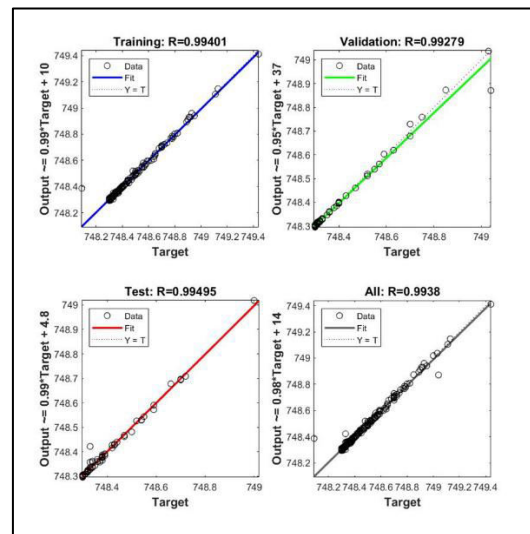 Training: R=0.99401
Output ~= 0.99*Target + 10
749.4
749.2
749
748.8
748.6
748.4
748.2
Data
Fit
Y = T
748.2 748.4 748.6 748.8 749 749.2 749.4
Target
Validation: R=0.99279
Output ~= 0.95*Target + 37
749
748.9
748.8
748.7
748.6
748.5
748.4
748.3
Data
Fit
Y = T
748.4 748.6 748.8 749
Target
Test: R=0.99495
Output ~= 0.99*Target + 4.8
749
748.9
748.8
748.7
748.6
748.5
748.4
748.3
Data
Fit
Y = T
748.4 748.6 748.8 749
Target
All: R=0.9938
Output ~= 0.98*Target + 14
749.4
749.2
749
748.8
748.6
748.4
748.2
Data
Fit
Y = T
748.2 748.4 748.6 748.8 749 749.2 749.4
Target